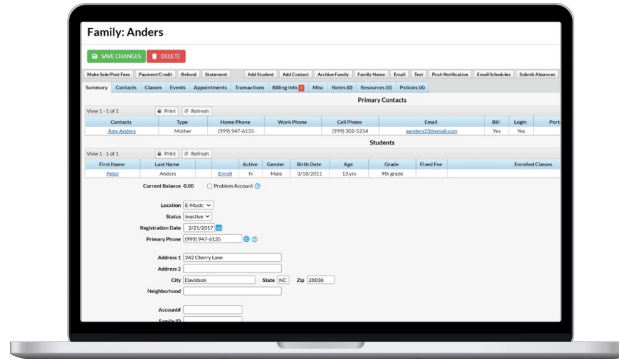 Family: Anders
SAVE CHANGES DELETE
Make Sale/Post Fees Payment/Credit Refund Statement Add Student Add Contact Archive Family Family Name Email Text Push Notification Email Schedules Submit Absences
Summary Contacts Classes Events Appointments Transactions Billing Info Misc Notes (0) Resources (0) Policies (4)
Primary Contacts
View 1 - 1 of 1 Print Refresh
Contacts Type Home Phone Work Phone Cell Phone Email Bill Login Port
Amy Anders Mother (999) 947-6135 (999) 302-5254 aanders23@email.com Yes Yes
Students
View 1 - 1 of 1 Print Refresh
First Name Last Name Active Gender Birth Date Age Grade Fixed Fee Enrolled Classes
Peter Anders Enroll N Male 3/18/2011 13 yrs 9th grade
Current Balance 0.00 Problem Account
Location E-Music
Status Inactive
Registration Date 2/21/2017
Primary Phone (999) 947-6135
Address 1 242 Cherry Lane
Address 2
City Davidson State NC Zip 28036
Neighborhood
Account#
Family ID